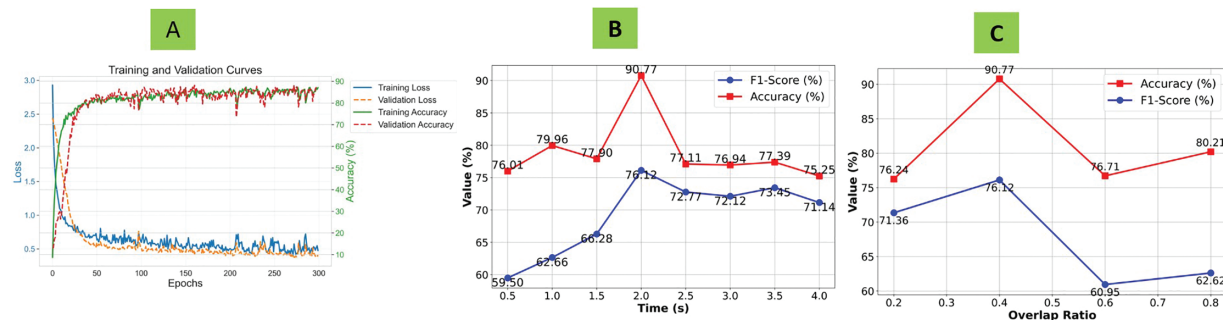 A
B
C
Training and Validation Curves
3.0
2.5
2.0
1.5
1.0
0.5
Loss
90
80
70
60
50
40
30
20
10
Accuracy (%)
0 50 100 150 200 250 300
Epochs
Training Loss
Validation Loss
Training Accuracy
Validation Accuracy
90
85
80
75
70
65
60
Value (%)
F1-Score (%)
Accuracy (%)
76.01
79.96
77.90
90.77
77.11
76.94
77.39
75.25
59.50
62.66
66.28
76.12
72.77
72.12
73.45
71.14
0.5 1.0 1.5 2.0 2.5 3.0 3.5 4.0
Time (s)
90
85
80
75
70
65
60
Value (%)
Accuracy (%)
F1-Score (%)
76.24
90.77
76.71
80.21
71.36
76.12
60.95
62.62
0.2 0.3 0.4 0.5 0.6 0.7 0.8
Overlap Ratio